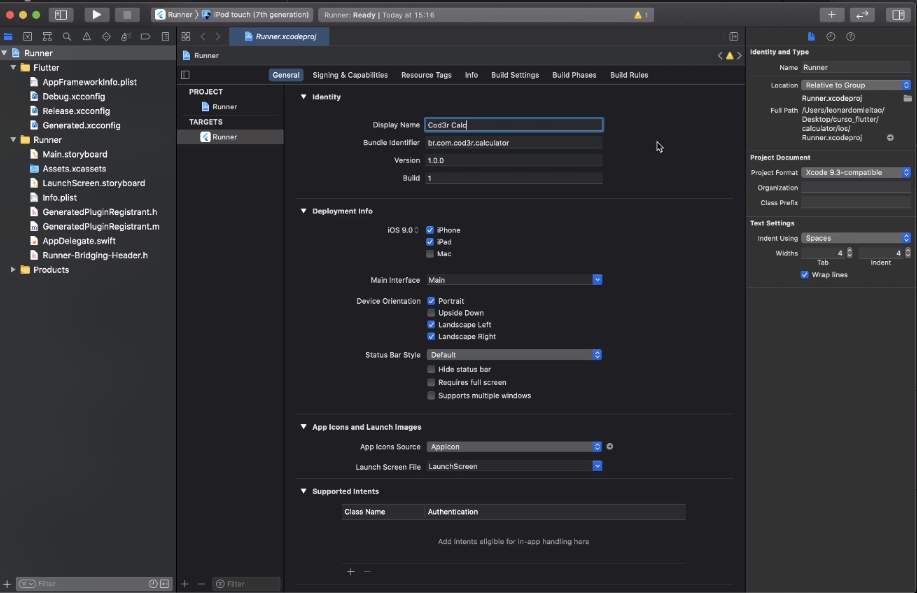 Runner
iPod touch (7th generation)
Runner: Ready | Today at 15:16
1
Runner.xcodeproj
Runner
Flutter
AppFrameworkInfo.plist
Debug.xcconfig
Release.xcconfig
Generated.xcconfig
Runner
Main.storyboard
Assets.xcassets
LaunchScreen.storyboard
Info.plist
GeneratedPluginRegistrant.h
GeneratedPluginRegistrant.m
AppDelegate.swift
Runner-Bridging-Header.h
Products
Filter
Runner
General Signing & Capabilities Resource Tags Info Build Settings Build Phases Build Rules
PROJECT
Runner
TARGETS
Runner
Filter
Identity
Display Name Cod3r Calc
Bundle Identifier br.com.cod3r.calculator
Version 1.0.0
Build 1
Deployment Info
iOS 9.0 iPhone
iPad
Mac
Main Interface Main
Device Orientation Portrait
Upside Down
Landscape Left
Landscape Right
Status Bar Style Default
Hide status bar
Requires full screen
Supports multiple windows
App Icons and Launch Images
App Icons Source AppIcon
Launch Screen File LaunchScreen
Supported Intents
Class Name Authentication
Add intents eligible for in-app handling here
Identity and Type
Name Runner
Location Relative to Group
Runner.xcodeproj
Full Path /Users/leonardomleitao/
Desktop/curso_flutter/
calculator/ios/
Runner.xcodeproj
Project Document
Project Format Xcode 9.3-compatible
Organization
Class Prefix
Text Settings
Indent Using Spaces
Widths 4 4
Tab Indent
Wrap lines